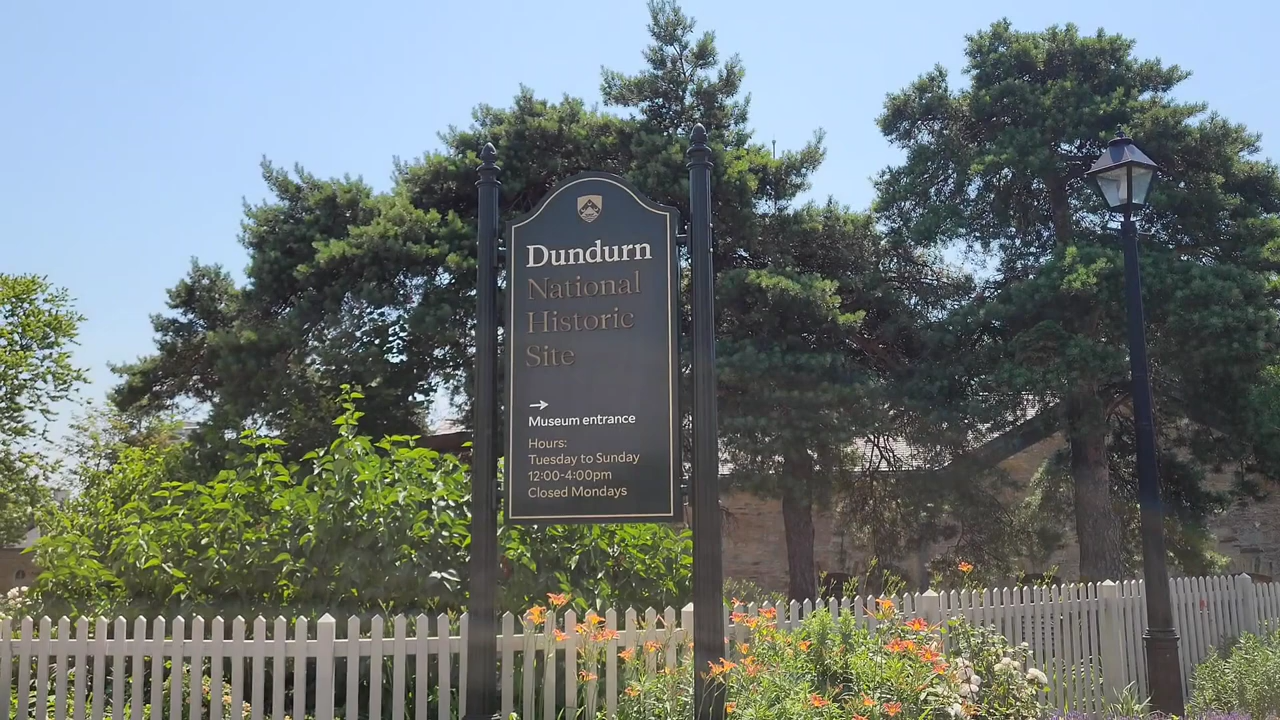 Dundurn
National
Historic
Site
→
Museum entrance
Hours:
Tuesday to Sunday
12:00-4:00pm
Closed Mondays